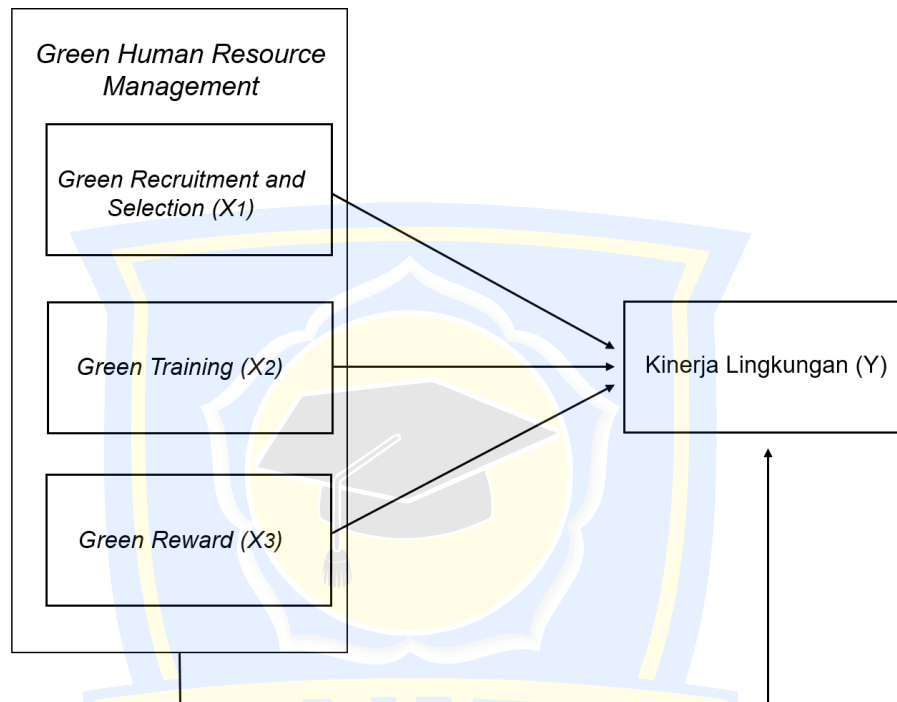 Green Human Resource
Management
Green Recruitment and
Selection (X1)
Green Training (X2)
Kinerja Lingkungan (Y)
Green Reward (X3)